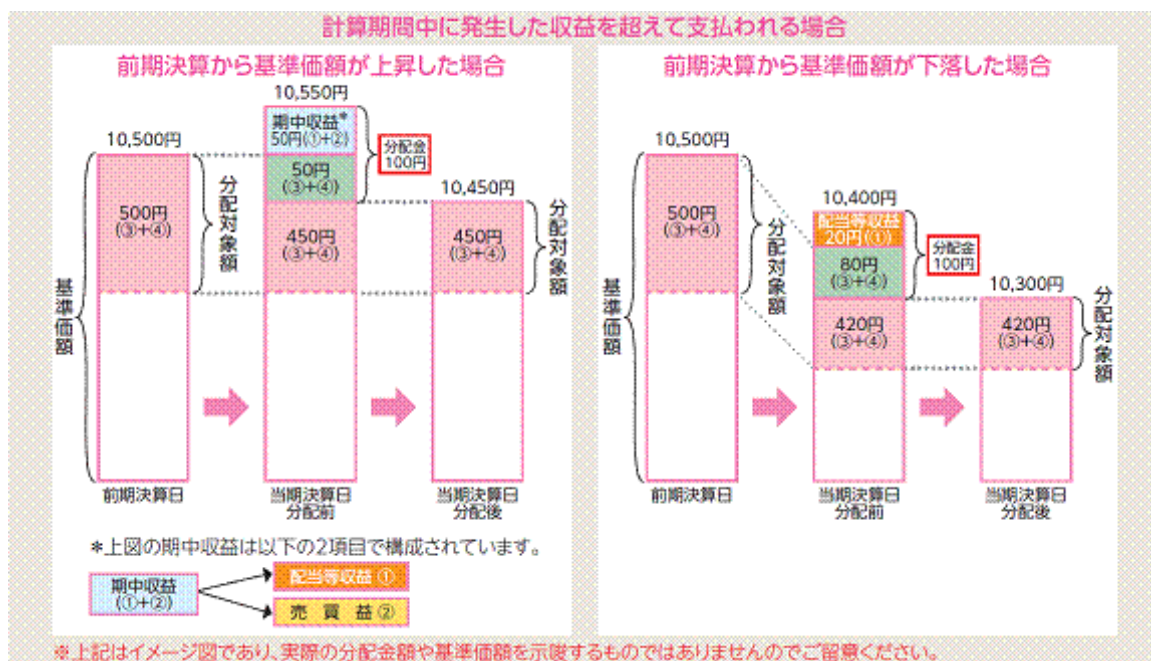 計算期間中に発生した収益を超えて支払われる場合
前期決算から基準価額が上昇した場合
10,550円
10,500円
期中収益*
50円(①+②)
分配金
100円
50円
(③+④)
10,450円
500円
(③+④)
分配対象額
450円
(③+④)
450円
(③+④)
分配対象額
基準価額
前期決算日
当期決算日
分配前
当期決算日
分配後
*上図の期中収益は以下の2項目で構成されています。
期中収益
(①+②)
配当等収益 ①
売 買 益 ②
前期決算から基準価額が下落した場合
10,500円
10,400円
500円
(③+④)
分配対象額
配当等収益
20円(①)
分配金
100円
80円
(③+④)
10,300円
420円
(③+④)
420円
(③+④)
分配対象額
基準価額
前期決算日
当期決算日
分配前
当期決算日
分配後
※上記はイメージ図であり、実際の分配金額や基準価額を示唆するものではありませんのでご留意ください。